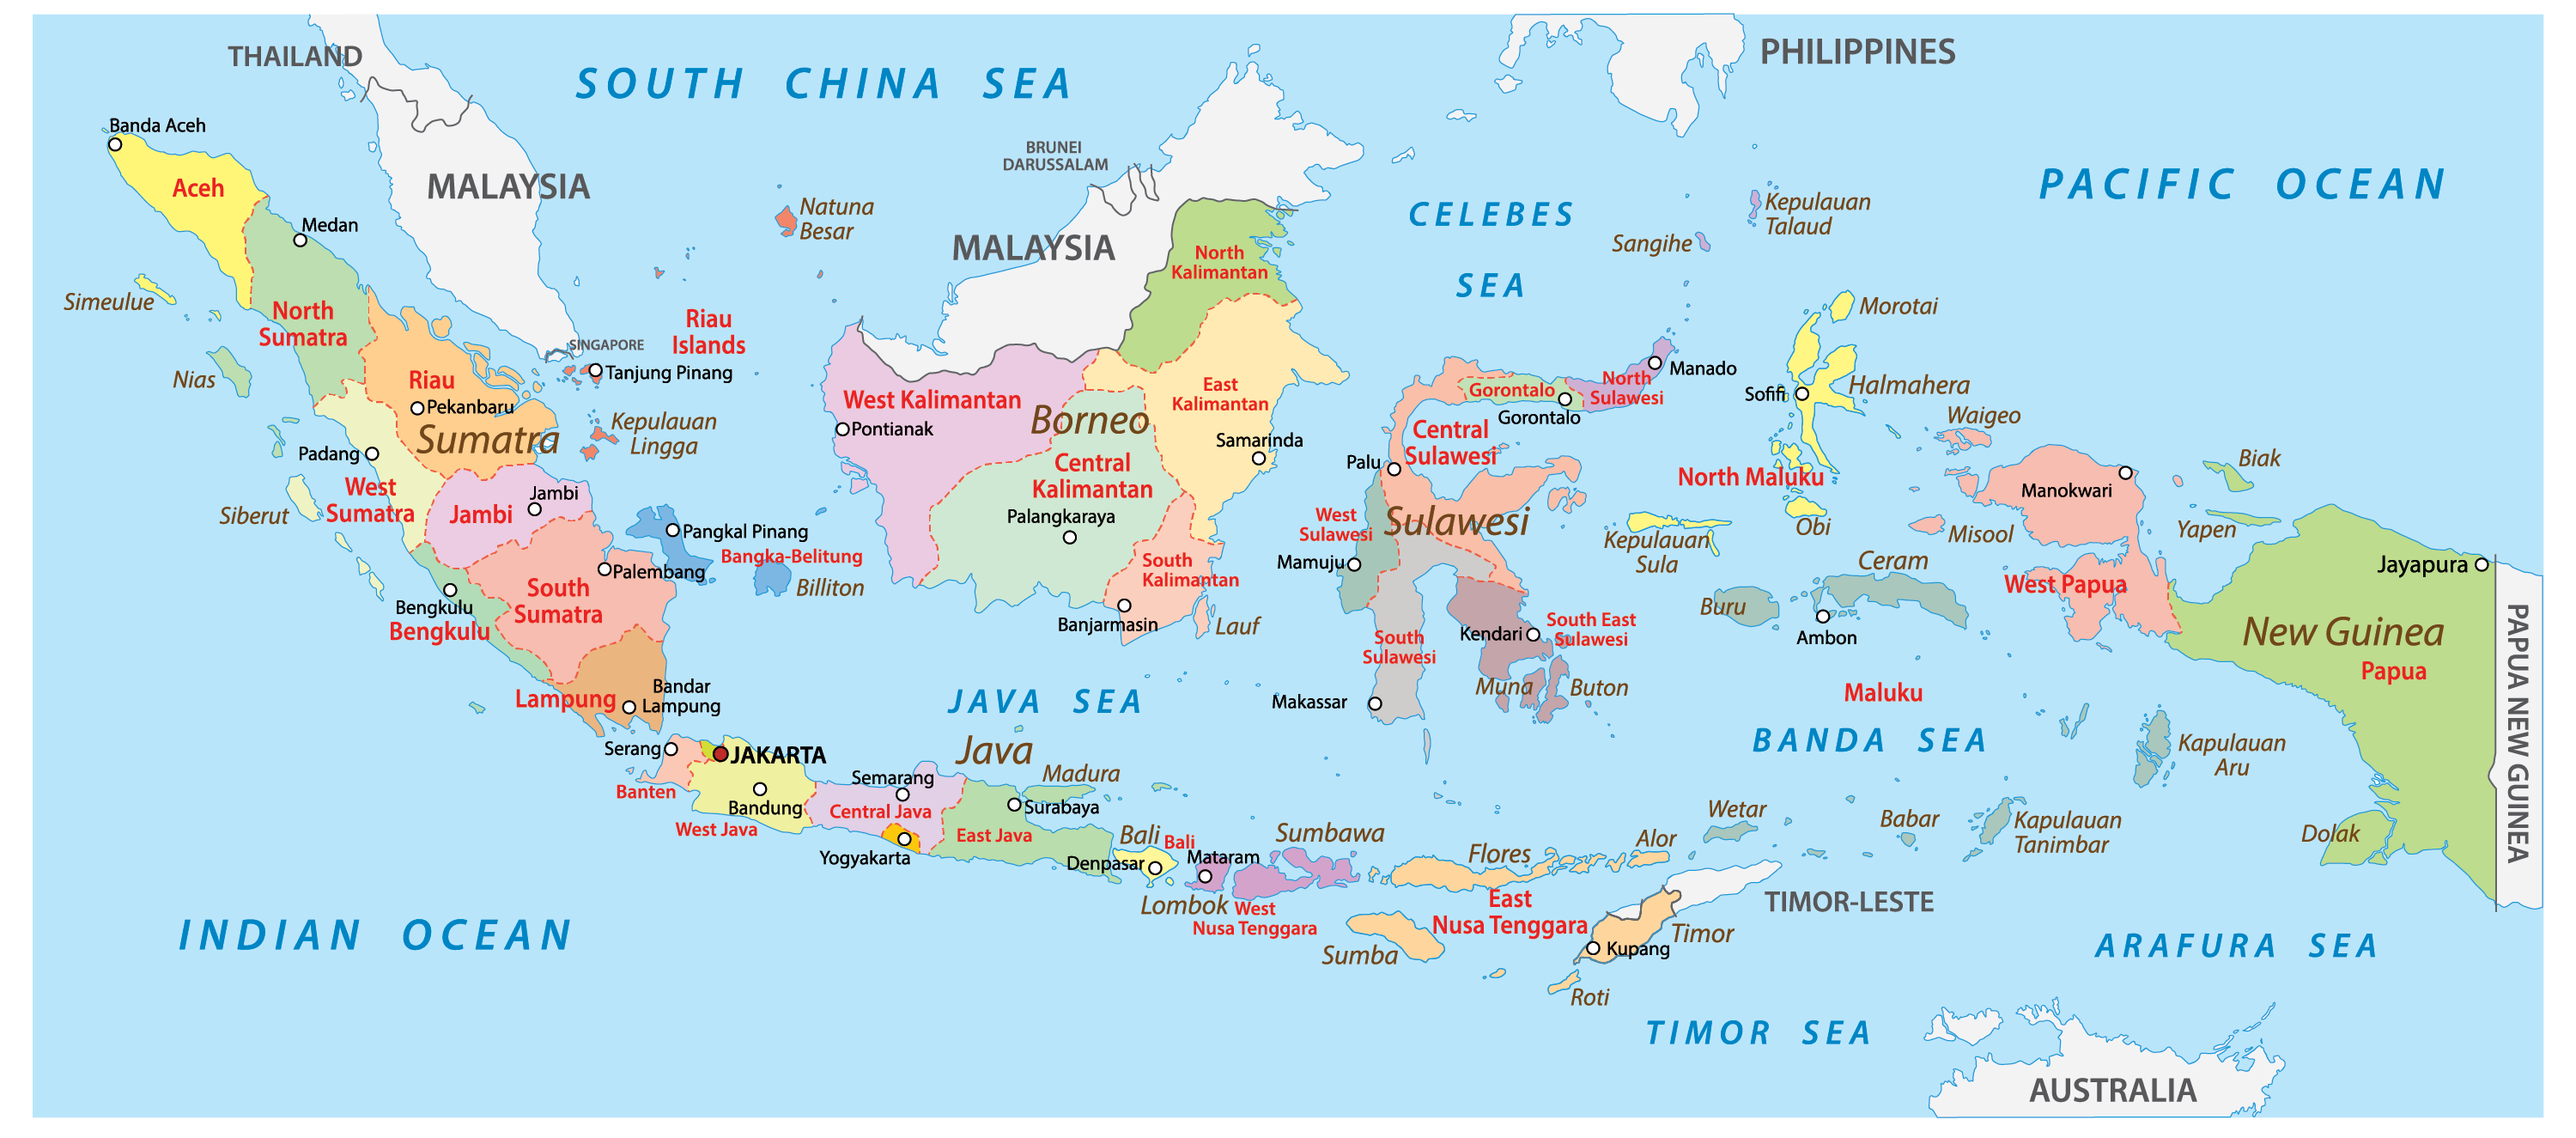 THAILAND
SOUTH CHINA SEA
PHILIPPINES
Banda Aceh
BRUNEI
DARUSSALAM
MALAYSIA
Aceh
PACIFIC OCEAN
Natuna
Besar
Kepulauan
Talaud
CELEBES
SEA
Medan
Sangihe
MALAYSIA
North
Kalimantan
Simeulue
North
Sumatra
Riau
Islands
Morotai
SINGAPORE
Tanjung Pinang
Manado
Nias
Riau
Pekanbaru
Sumatra
Kepulauan
Lingga
West Kalimantan
Pontianak
Borneo
East
Kalimantan
Samarinda
Gorontalo
North
Sulawesi
Gorontalo
Sofifi
Halmahera
Waigeo
Central
Sulawesi
Palu
Padang
West
Sumatra
Siberut
Jambi
Jambi
Central
Kalimantan
Palangkaraya
North Maluku
Biak
Manokwari
Pangkal Pinang
Bangka-Belitung
Billiton
Palembang
South
Sumatra
West
Sulawesi
Mamuju
Sulawesi
Kepulauan
Sula
Obi
Misool
Yapen
Ceram
Jayapura
South
Kalimantan
Banjarmasin
Lauf
Bengkulu
Bengkulu
Buru
Ambon
West Papua
New Guinea
Papua
PAPUA NEW GUINEA
Kendari
South East
Sulawesi
South
Sulawesi
Muna
Buton
Makassar
Maluku
Lampung
Bandar
Lampung
JAVA SEA
BANDA SEA
Kapulauan
Aru
Serang
JAKARTA
Java
Madura
Semarang
Banten
Bandung
West Java
Central Java
Yogyakarta
East Java
Surabaya
Bali
Bali
Denpasar
Mataram
Lombok
West
Nusa Tenggara
Sumbawa
Flores
Alor
Wetar
Babar
Kapulauan
Tanimbar
Dolak
East
Nusa Tenggara
Sumba
TIMOR-LESTE
Timor
Kupang
Roti
INDIAN OCEAN
ARAFURA SEA
TIMOR SEA
AUSTRALIA